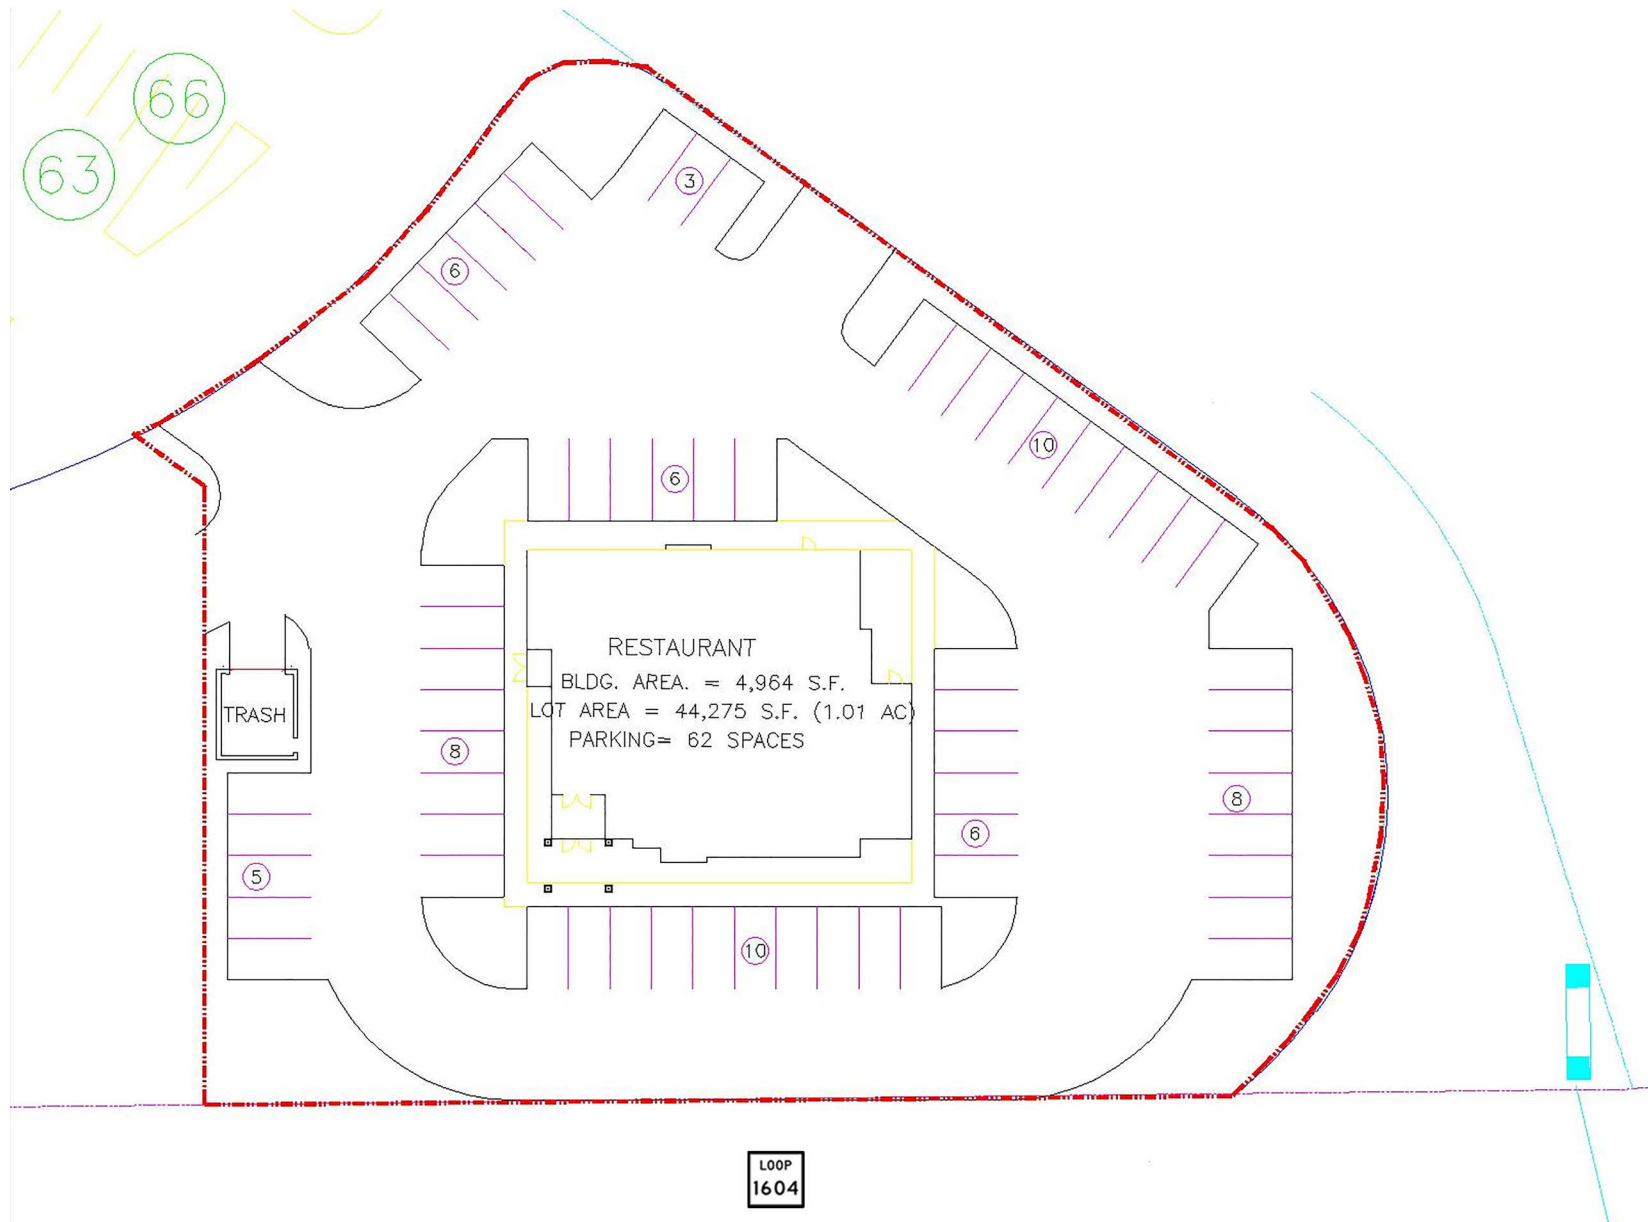 66
63
3
6
10
6
RESTAURANT
BLDG. AREA. = 4,964 S.F.
LOT AREA = 44,275 S.F. (1.01 AC)
PARKING= 62 SPACES
TRASH
8
8
6
5
10
LOOP
1604